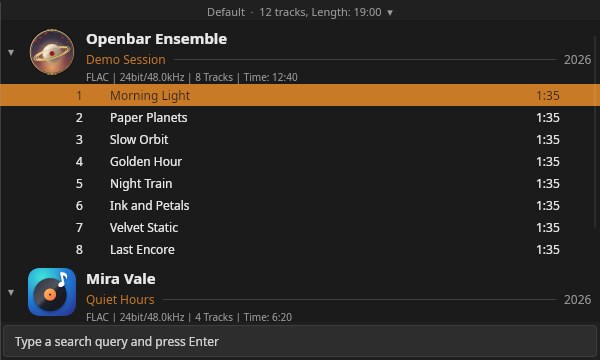 Default · 12 tracks, Length: 19:00 ▾
Openbar Ensemble
Demo Session 2026
FLAC | 24bit/48.0kHz | 8 Tracks | Time: 12:40
1 Morning Light 1:35
2 Paper Planets 1:35
3 Slow Orbit 1:35
4 Golden Hour 1:35
5 Night Train 1:35
6 Ink and Petals 1:35
7 Velvet Static 1:35
8 Last Encore 1:35
Mira Vale
Quiet Hours 2026
FLAC | 24bit/48.0kHz | 4 Tracks | Time: 6:20
Type a search query and press Enter